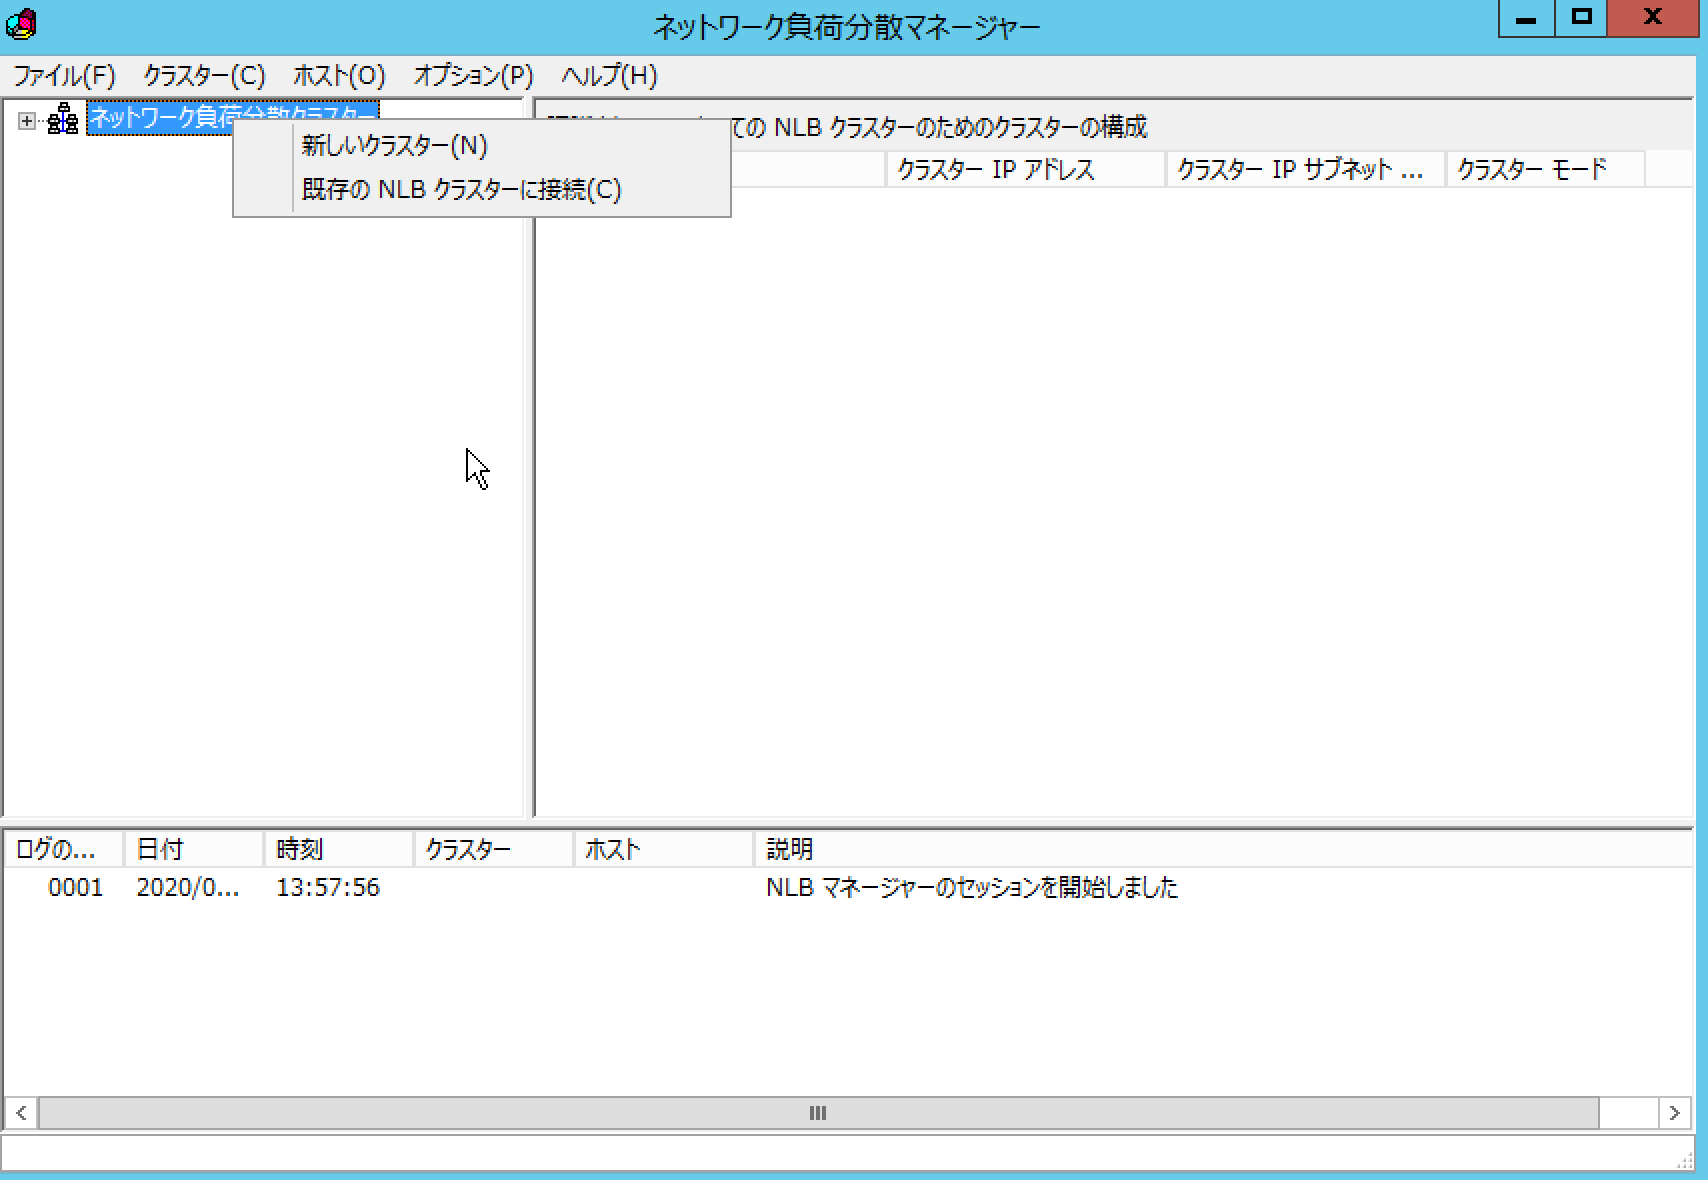 ネットワーク負荷分散マネージャー
ファイル(F) クラスター(C) ホスト(O) オプション(P) ヘルプ(H)
ネットワーク負荷分散クラスター
ての NLB クラスターのためのクラスターの構成
新しいクラスター(N)
既存の NLB クラスターに接続(C)
クラスター IP アドレス クラスター IP サブネット ... クラスター モード
ログの... 日付 時刻 クラスター ホスト 説明
0001 2020/0... 13:57:56 NLB マネージャーのセッションを開始しました